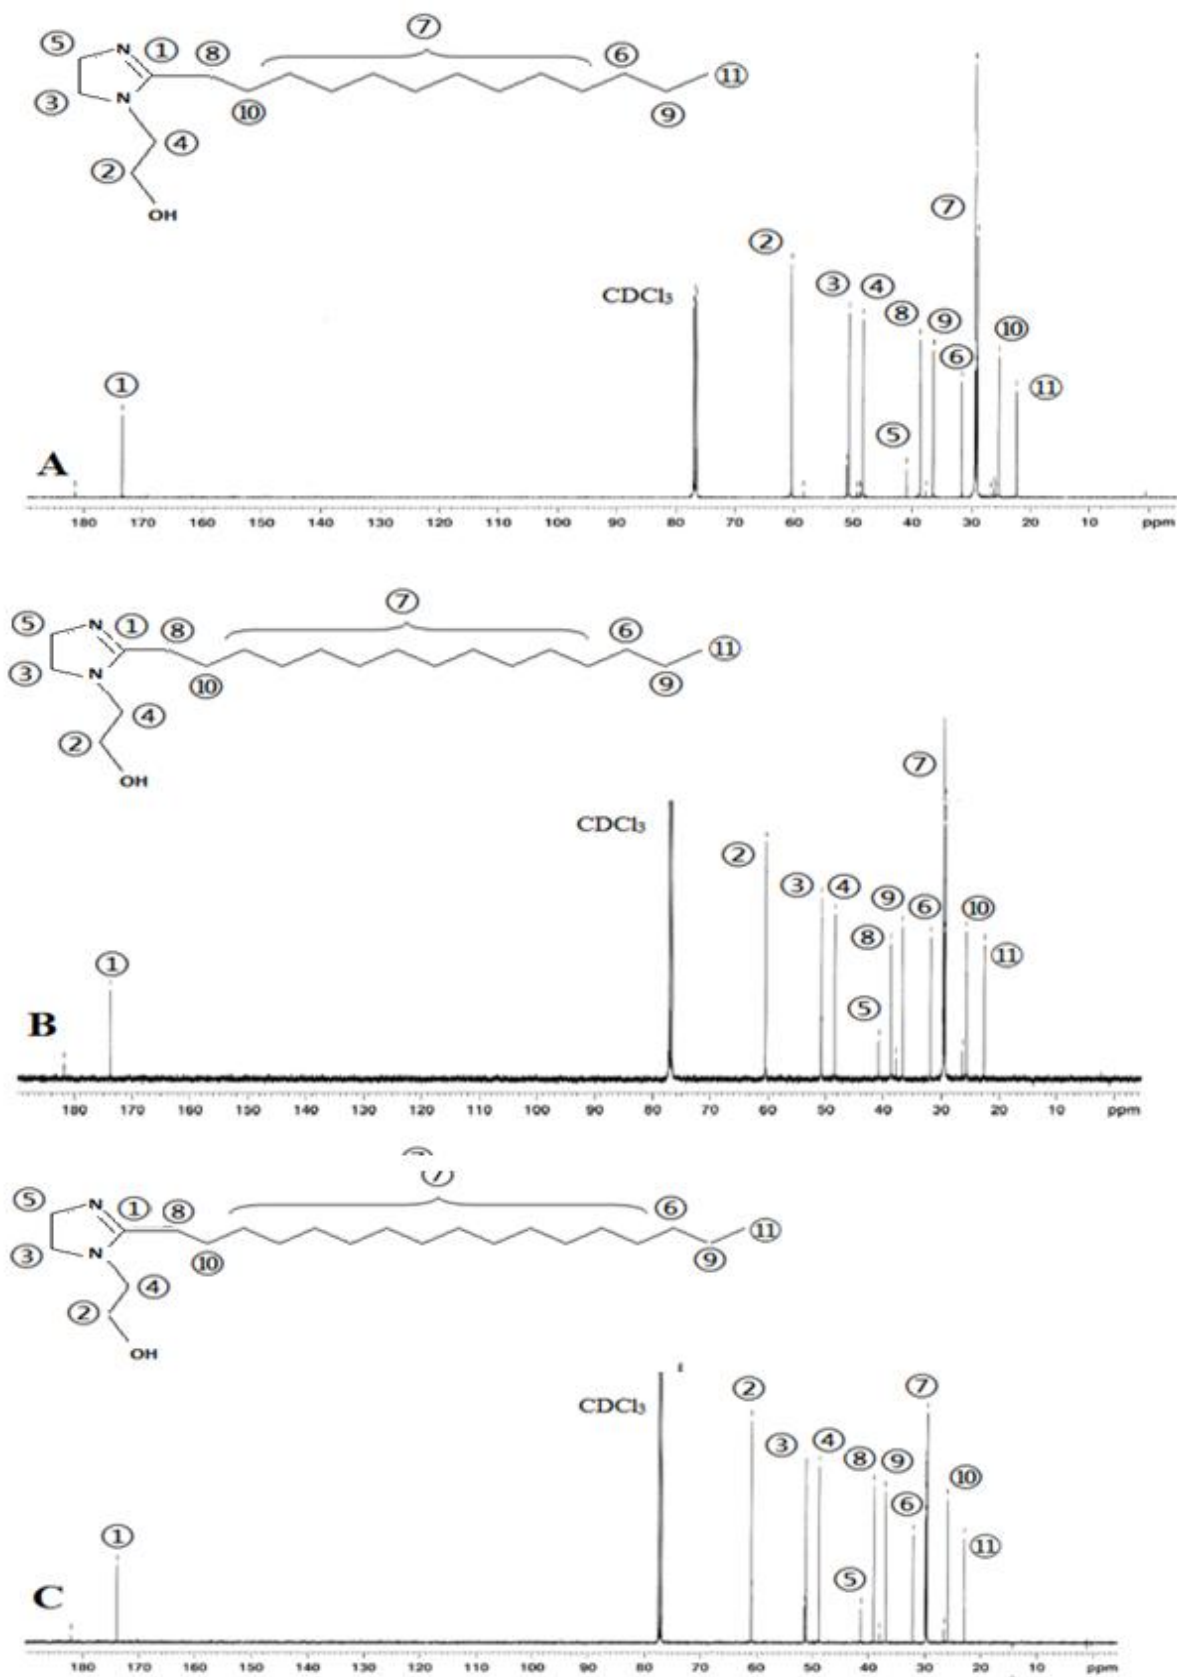 ⑦
⑤ N ① ⑧ ⑥ ⑪
③ N ⑩ ⑨
④
②
OH
⑦
②
CDCl₃ ③ ④
⑧ ⑨ ⑩
⑥
① ⑪
⑤
A
180 170 160 150 140 130 120 110 100 90 80 70 60 50 40 30 20 10 ppm
⑦
⑤ N ① ⑧ ⑥ ⑪
③ N ⑩ ⑨
④
②
OH
⑦
CDCl₃
②
③ ④ ⑨ ⑥ ⑩
⑧
① ⑪
⑤
B
180 170 160 150 140 130 120 110 100 90 80 70 60 50 40 30 20 10 ppm
⑦
⑤ N ① ⑧ ⑥ ⑪
③ N ⑩ ⑨
④
②
OH
CDCl₃ ② ⑦
③ ④ ⑧ ⑨ ⑩
⑥
① ⑪
⑤
C
180 170 160 150 140 130 120 110 100 90 80 70 60 50 40 30 20 10 ppm